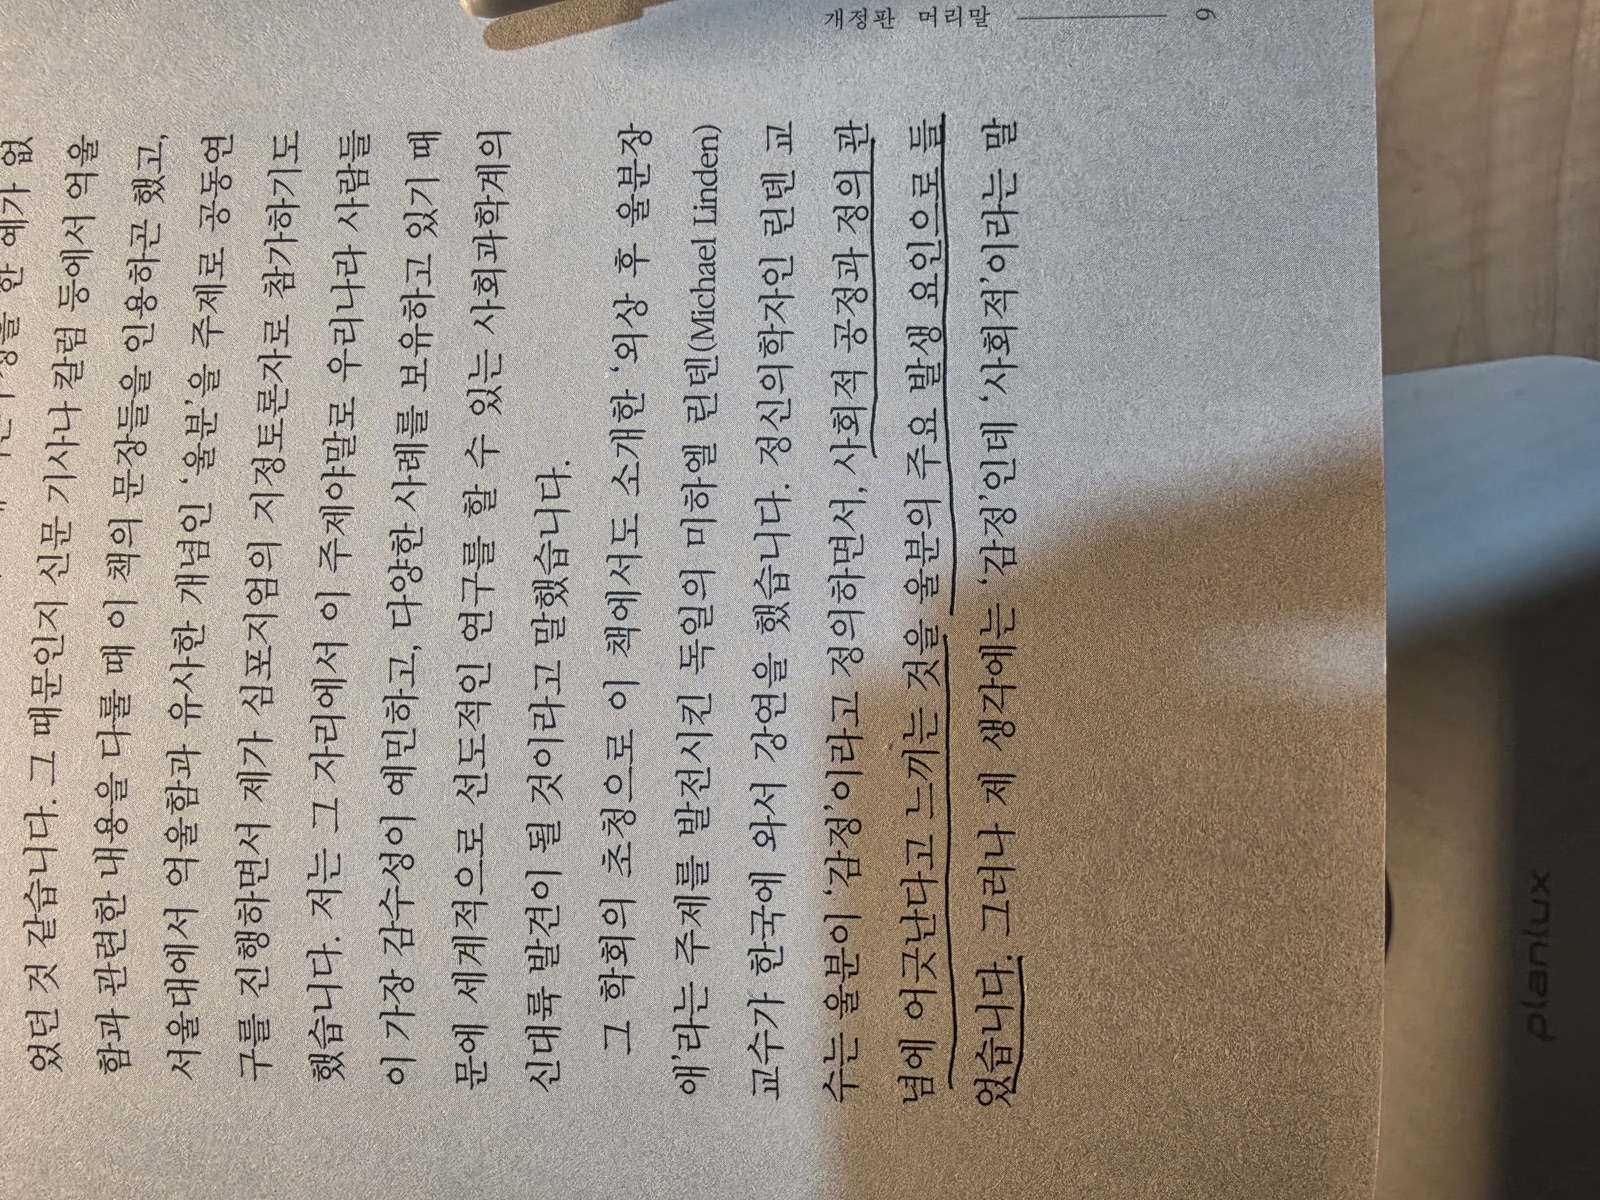 한 예가 없
었던 것 같습니다. 그 때문인지 신문 기사나 칼럼 등에서 억울
함과 관련한 내용을 다룰 때 이 책의 문장들을 인용하곤 했고,
서울대에서 억울함과 유사한 개념인 ‘울분’을 주제로 공동연
구를 진행하면서 제가 심포지엄의 지정토론자로 참가하기도
했습니다. 저는 그 자리에서 이 주제야말로 우리나라 사람들
이 가장 감수성이 예민하고, 다양한 사례를 보유하고 있기 때
문에 세계적으로 선도적인 연구를 할 수 있는 사회과학계의
신대륙 발견이 될 것이라고 말했습니다.
그 학회의 초청으로 이 책에서도 소개한 ‘외상 후 울분장
애’라는 주제를 발전시킨 독일의 미하엘 린덴(Michael Linden)
교수가 한국에 와서 강연을 했습니다. 정신의학자인 린덴 교
수는 울분이 ‘감정’이라고 정의하면서, 사회적 공정과 정의 관
념에 어긋난다고 느끼는 것을 울분의 주요 발생 요인으로 들
었습니다. 그러나 제 생각에는 ‘감정’인데 ‘사회적’이라는 말
개정판 머리말
9
planlux